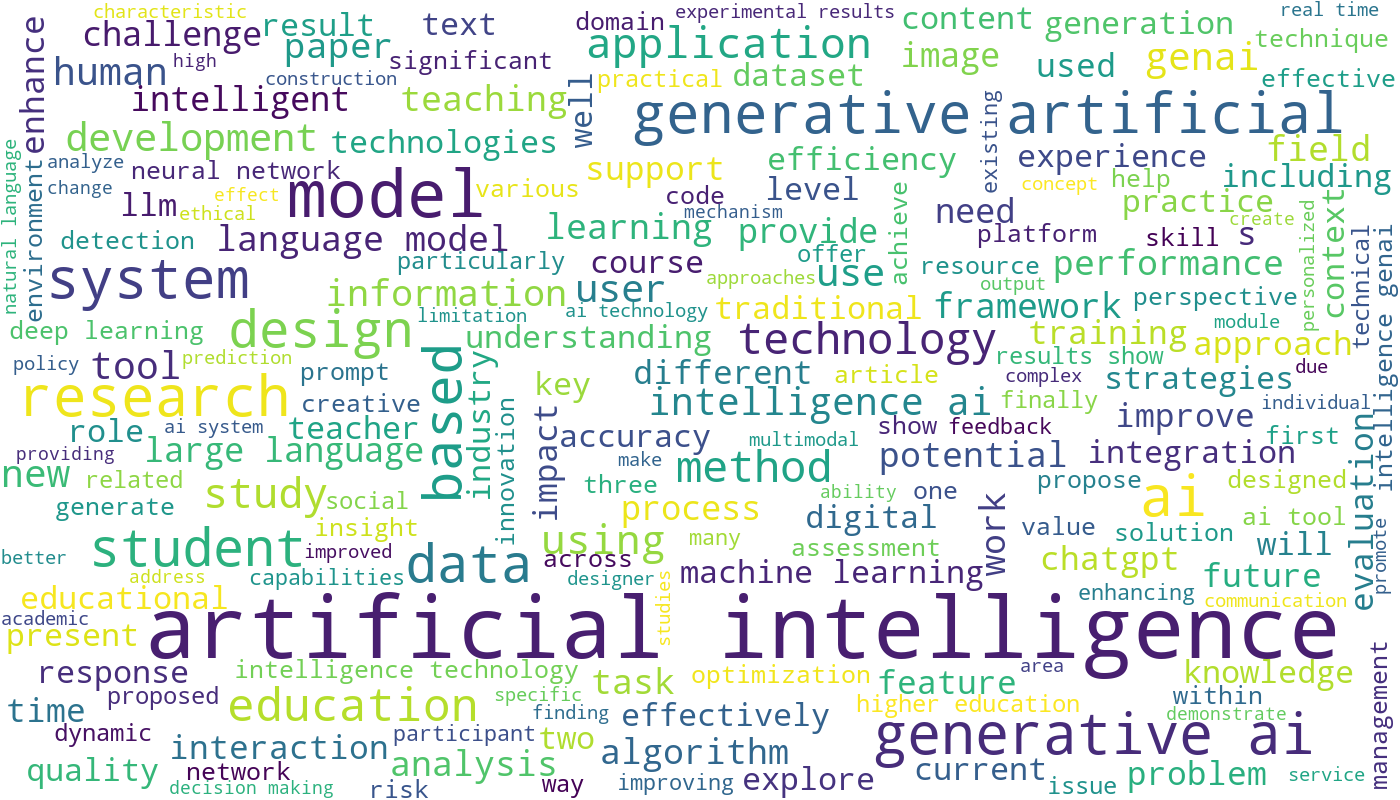 characteristic
experimental results
real time
challenge
result
text
domain
content
generation
paper
application
technique
human
high
significant
image
used
genai
enhance
construction
practical
dataset
effective
intelligent
teaching
well
generative
existing
artificial
development
technologies
efficiency
experience
field
natural language
analyze
neural network
support
level
concept
help
including
environment
change
effect
model
various
code
practice
llm
ethical
mechanism
achieve
need
create
personalized
context
detection
language model
learning
provide
platform
skill
s
technical
intelligence genai
system
particularly
course
offer
use
resource
performance
approaches
output
information
user
traditional
framework
perspective
deep learning
design
limitation
ai technology
module
understanding
technology
training
approach
policy
tool
prediction
based
industry
results show
due
prompt
key
different
article
complex
strategies
research
creative
innovation
impact
intelligence ai
finally
individual
role
ai system
teacher
accuracy
multimodal
show
feedback
improve
first
evaluation
providing
large language
make
method
potential
integration
new
related
study
three
ability
one
propose
designed
generate
social
process
digital
work
ai
promote
insight
using
many
value
solution
ai tool
student
improved
across
assessment
chatgpt
will
better
data
address
capabilities
designer
studies
machine learning
future
educational
enhancing
communication
academic
artificial intelligence
present
management
response
intelligence technology
task
optimization
feature
area
knowledge
proposed
education
specific
higher education
within
time
finding
effectively
demonstrate
dynamic
interaction
participant
two
algorithm
generative ai
quality
network
analysis
way
improving
explore
current
problem
service
decision making
risk
issue